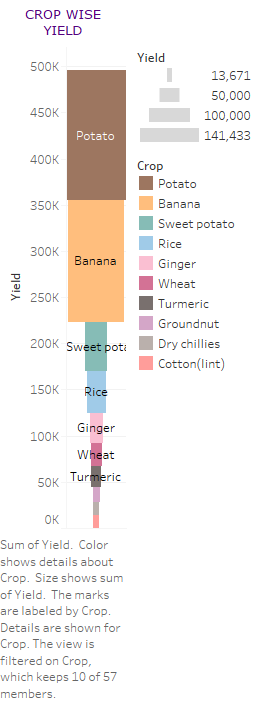 CROP WISE
YIELD
Yield
13,671
50,000
100,000
141,433
Crop
Potato
Banana
Sweet potato
Rice
Ginger
Wheat
Turmeric
Groundnut
Dry chillies
Cotton(lint)
Yield
500K
450K
400K
350K
300K
250K
200K
150K
100K
50K
0K
Potato
Banana
Sweet pota
Rice
Ginger
Wheat
Turmeric
Sum of Yield. Color
shows details about
Crop. Size shows sum
of Yield. The marks
are labeled by Crop.
Details are shown for
Crop. The view is
filtered on Crop,
which keeps 10 of 57
members.